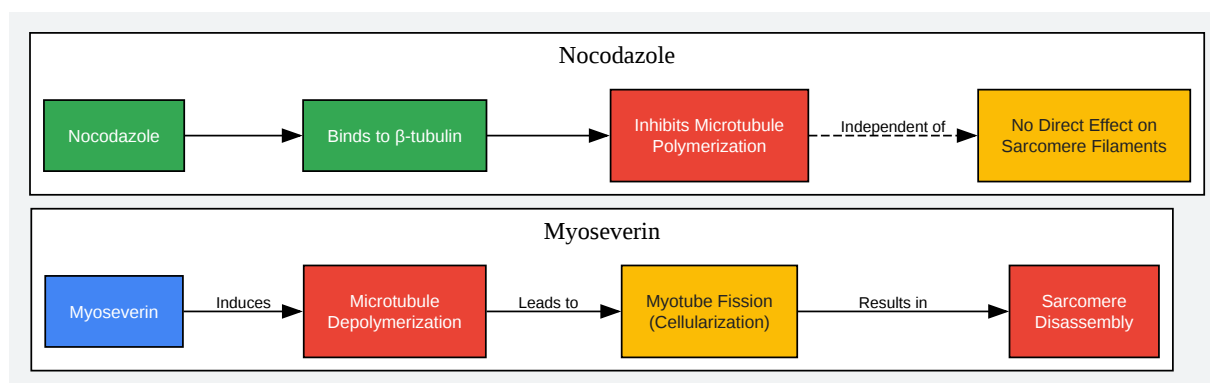 Nocodazole
Nocodazole
Binds to β-tubulin
Inhibits Microtubule
Polymerization
Independent of
No Direct Effect on
Sarcomere Filaments
Myoseverin
Myoseverin
Induces
Microtubule
Depolymerization
Leads to
Myotube Fission
(Cellularization)
Results in
Sarcomere
Disassembly